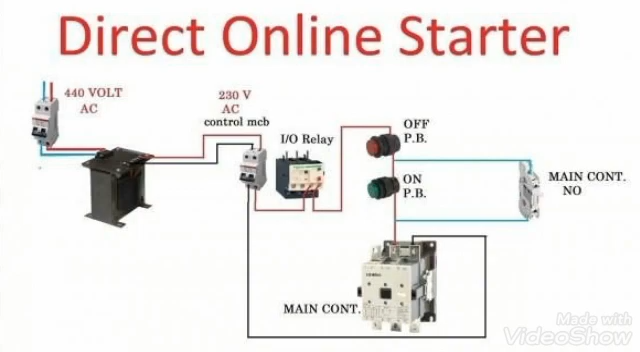 Direct Online Starter
440 VOLT
AC
230 V
AC
control mcb
I/O Relay
OFF
P.B.
ON
P.B.
MAIN CONT.
NO
MAIN CONT.
Made with
VideoShow